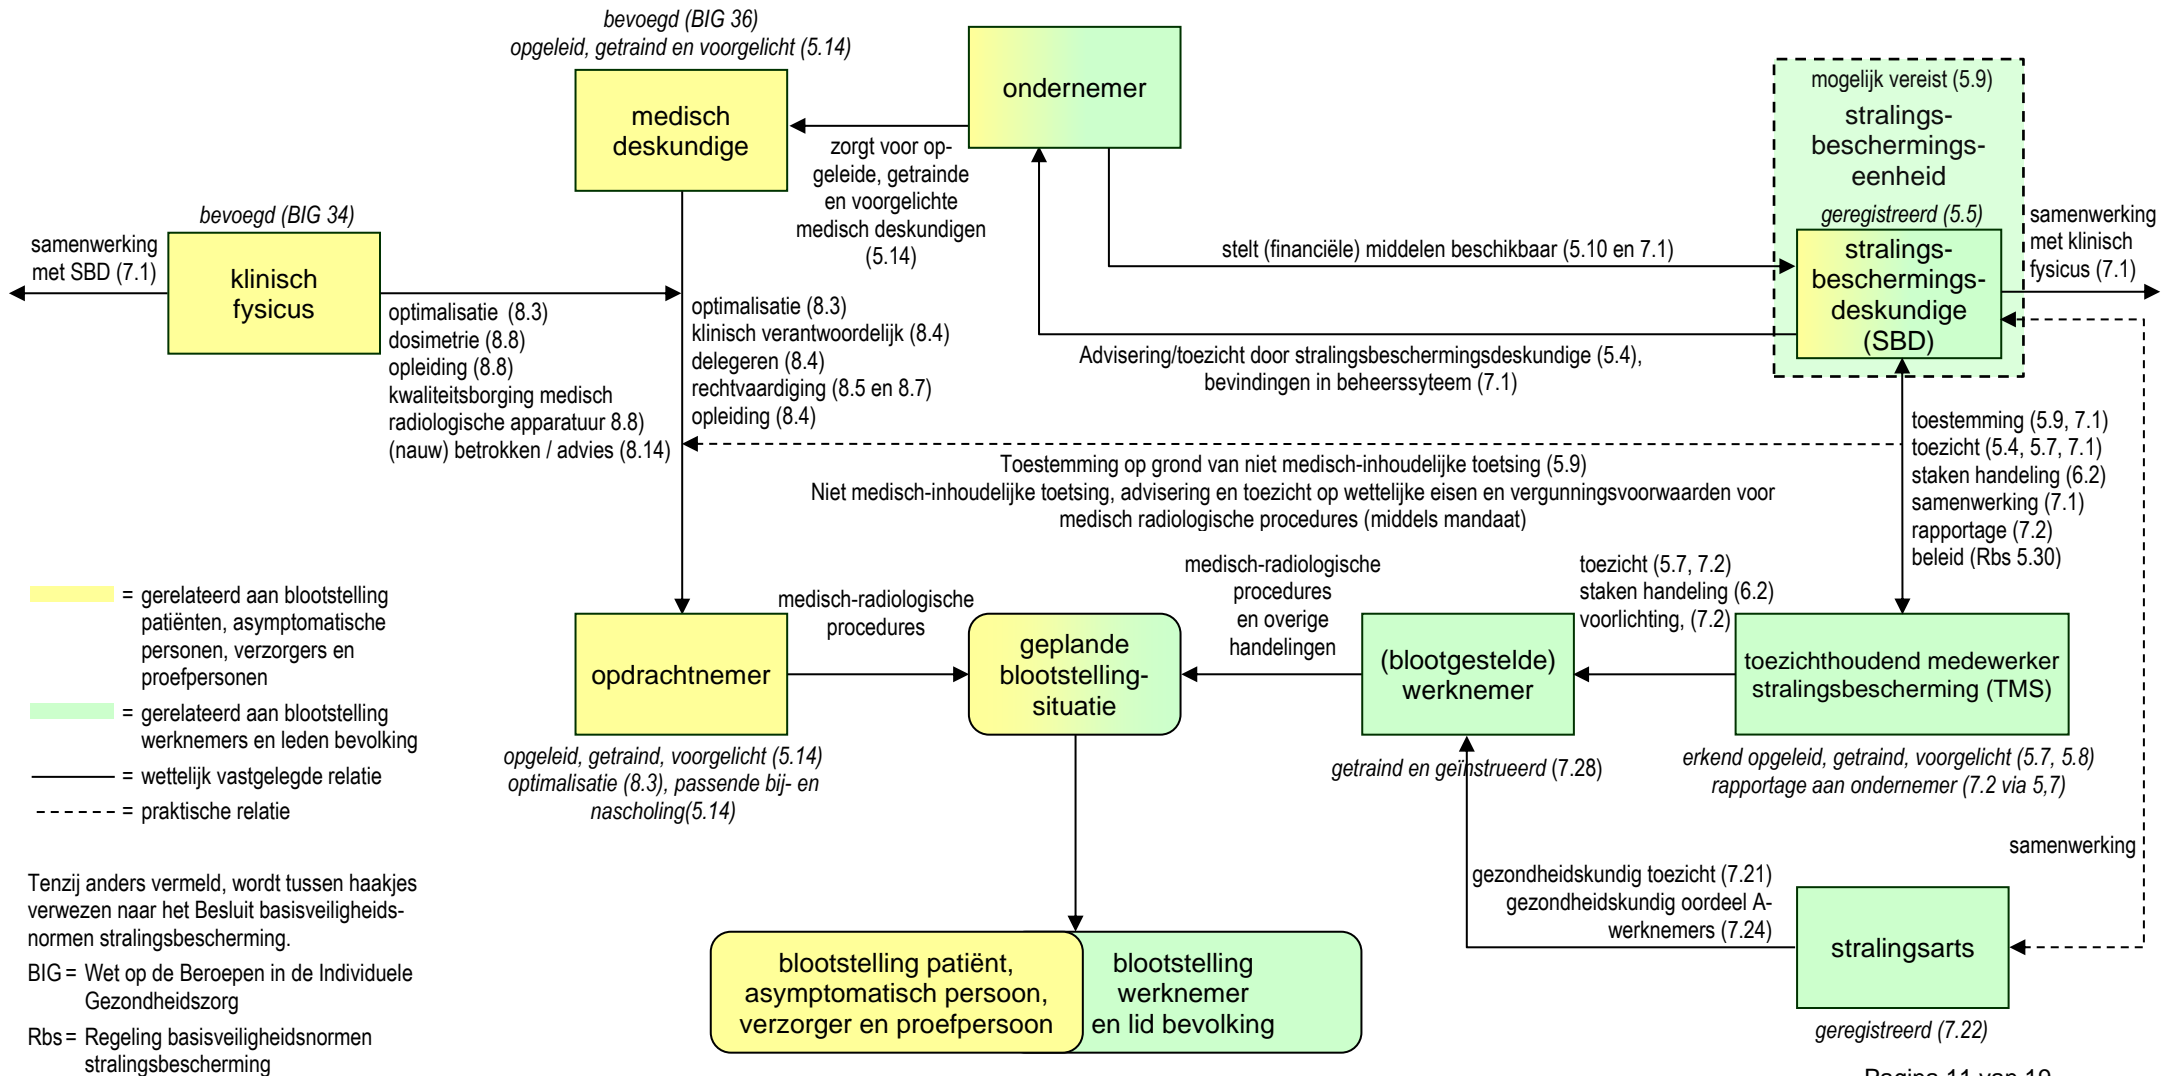 bevoegd (BIG 36)
opgeleid, getraind en voorgelicht (5.14)
medisch
deskundige
ondernemer
zorgt voor op-
geleide, getrainde
en voorgelichte
medisch deskundigen
(5.14)
mogelijk vereist (5.9)
stralings-
beschermings-
eenheid
geregistreerd (5.5)
stralings-
beschermings-
deskundige
(SBD)
samenwerking
met klinisch
fysicus (7.1)
bevoegd (BIG 34)
samenwerking
met SBD (7.1)
klinisch
fysicus
optimalisatie (8.3)
dosimetrie (8.8)
opleiding (8.8)
kwaliteitsborging medisch
radiologische apparatuur 8.8)
(nauw) betrokken / advies (8.14)
optimalisatie (8.3)
klinisch verantwoordelijk (8.4)
delegeren (8.4)
rechtvaardiging (8.5 en 8.7)
opleiding (8.4)
stelt (financiële) middelen beschikbaar (5.10 en 7.1)
Advisering/toezicht door stralingsbeschermingsdeskundige (5.4),
bevindingen in beheerssyteem (7.1)
Toestemming op grond van niet medisch-inhoudelijke toetsing (5.9)
Niet medisch-inhoudelijke toetsing, advisering en toezicht op wettelijke eisen en vergunningsvoorwaarden voor
medisch radiologische procedures (middels mandaat)
toestemming (5.9, 7.1)
toezicht (5.4, 5.7, 7.1)
staken handeling (6.2)
samenwerking (7.1)
rapportage (7.2)
beleid (Rbs 5.30)
= gerelateerd aan blootstelling
patiënten, asymptomatische
personen, verzorgers en
proefpersonen
= gerelateerd aan blootstelling
werknemers en leden bevolking
= wettelijk vastgelegde relatie
= praktische relatie
opdrachtnemer
opgeleid, getraind, voorgelicht (5.14)
optimalisatie (8.3), passende bij- en
nascholing(5.14)
medisch-radiologische
procedures
geplande
blootstelling-
situatie
medisch-radiologische
procedures
en overige
handelingen
(blootgestelde)
werknemer
getraind en geïnstrueerd (7.28)
toezicht (5.7, 7.2)
staken handeling (6.2)
voorlichting, (7.2)
toezichthoudend medewerker
stralingsbescherming (TMS)
erkend opgeleid, getraind, voorgelicht (5.7, 5.8)
rapportage aan ondernemer (7.2 via 5,7)
samenwerking
gezondheidskundig toezicht (7.21)
gezondheidskundig oordeel A-
werknemers (7.24)
stralingsarts
geregistreerd (7.22)
blootstelling patiënt,
asymptomatisch persoon,
verzorger en proefpersoon
blootstelling
werknemer
en lid bevolking
Tenzij anders vermeld, wordt tussen haakjes
verwezen naar het Besluit basisveiligheids-
normen stralingsbescherming.
BIG = Wet op de Beroepen in de Individuele
Gezondheidszorg
Rbs = Regeling basisveiligheidsnormen
stralingsbescherming
Pagina 11 van 19